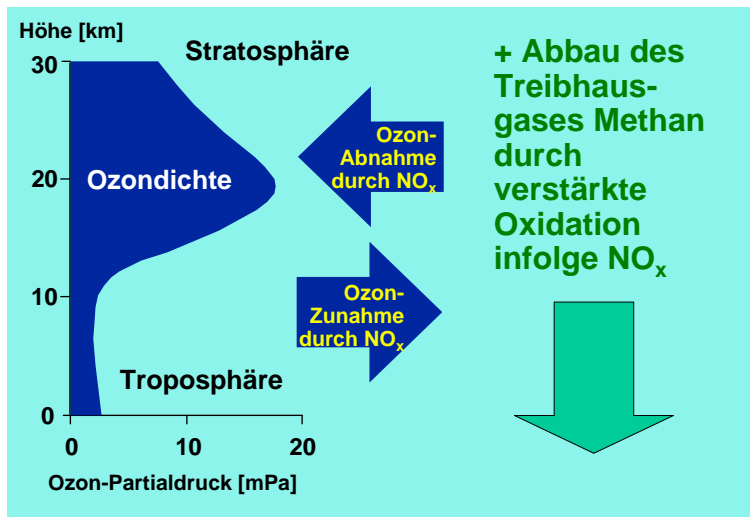 Höhe [km]
Stratosphäre
30
20
10
0
Ozondichte
Ozon-
Abnahme
durch NOx
Ozon-
Zunahme
durch NOx
Troposphäre
0 10 20
Ozon-Partialdruck [mPa]
+ Abbau des
Treibhaus-
gases Methan
durch
verstärkte
Oxidation
infolge NOx